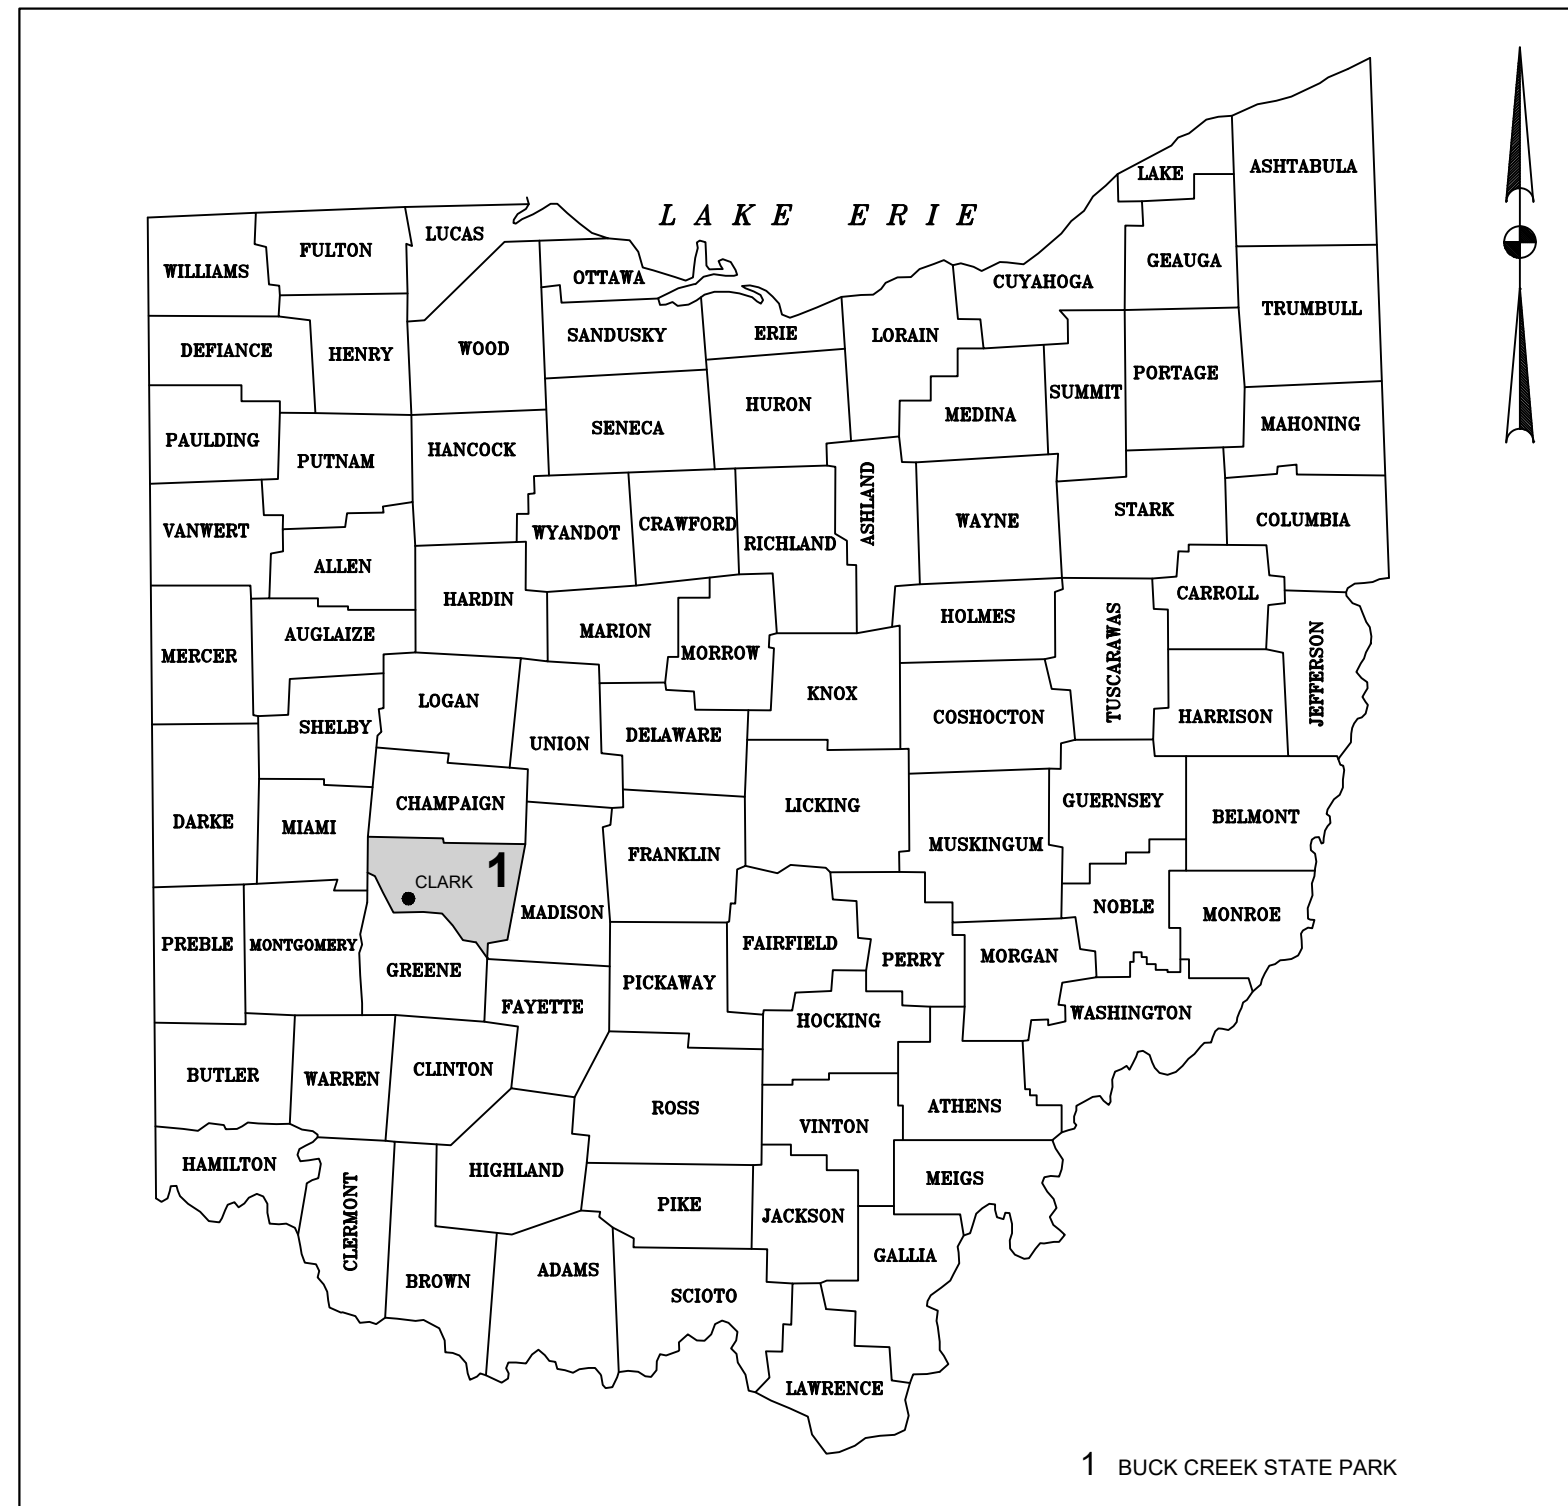 LAKE
ASHTABULA
LAKE ERIE
LUCAS
FULTON
WILLIAMS
OTTAWA
CUYAHOGA
GEAUGA
TRUMBULL
DEFIANCE
HENRY
WOOD
SANDUSKY
ERIE
LORAIN
PORTAGE
SUMMIT
PAULDING
PUTNAM
HANCOCK
SENECA
HURON
MEDINA
MAHONING
VANWERT
ALLEN
WYANDOT
CRAWFORD
RICHLAND
ASHLAND
WAYNE
STARK
COLUMBIA
HARDIN
AUGLAIZE
MERCER
MARION
MORROW
HOLMES
TUSCARAWAS
CARROLL
JEFFERSON
LOGAN
SHELBY
UNION
DELAWARE
KNOX
COSHOCTON
HARRISON
DARKE
MIAMI
CHAMPAIGN
LICKING
MUSKINGUM
GUERNSEY
BELMONT
FRANKLIN
CLARK
1
MADISON
NOBLE
MONROE
PREBLE
MONTGOMERY
GREENE
FAYETTE
PICKAWAY
FAIRFIELD
PERRY
MORGAN
WASHINGTON
HOCKING
BUTLER
WARREN
CLINTON
ROSS
VINTON
ATHENS
HAMILTON
CLERMONT
HIGHLAND
PIKE
JACKSON
MEIGS
BROWN
ADAMS
SCIOTO
GALLIA
LAWRENCE
1 BUCK CREEK STATE PARK